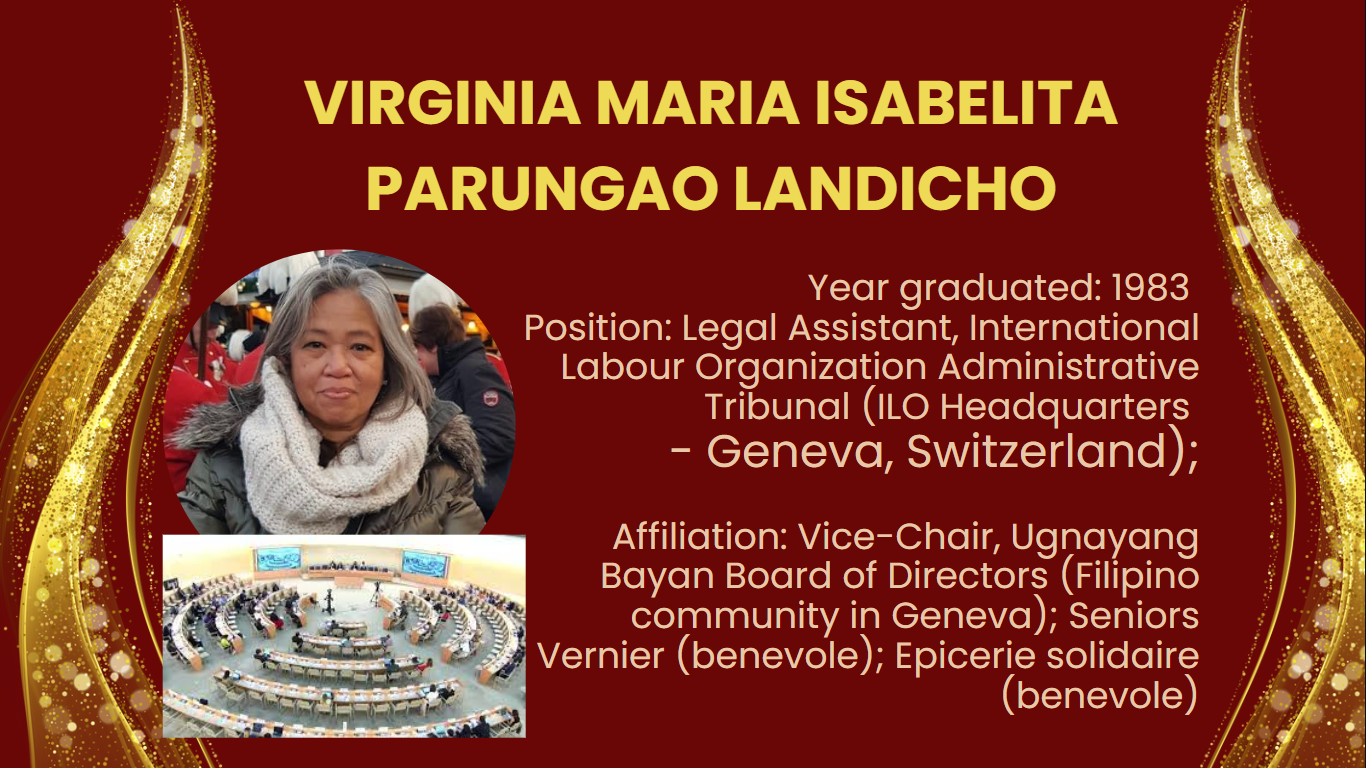 VIRGINIA MARIA ISABELITA
PARUNGAO LANDICHO
Year graduated: 1983
Position: Legal Assistant, International
Labour Organization Administrative
Tribunal (ILO Headquarters
- Geneva, Switzerland);
Affiliation: Vice-Chair, Ugnayang
Bayan Board of Directors (Filipino
community in Geneva); Seniors
Vernier (benevole); Epicerie solidaire
(benevole)